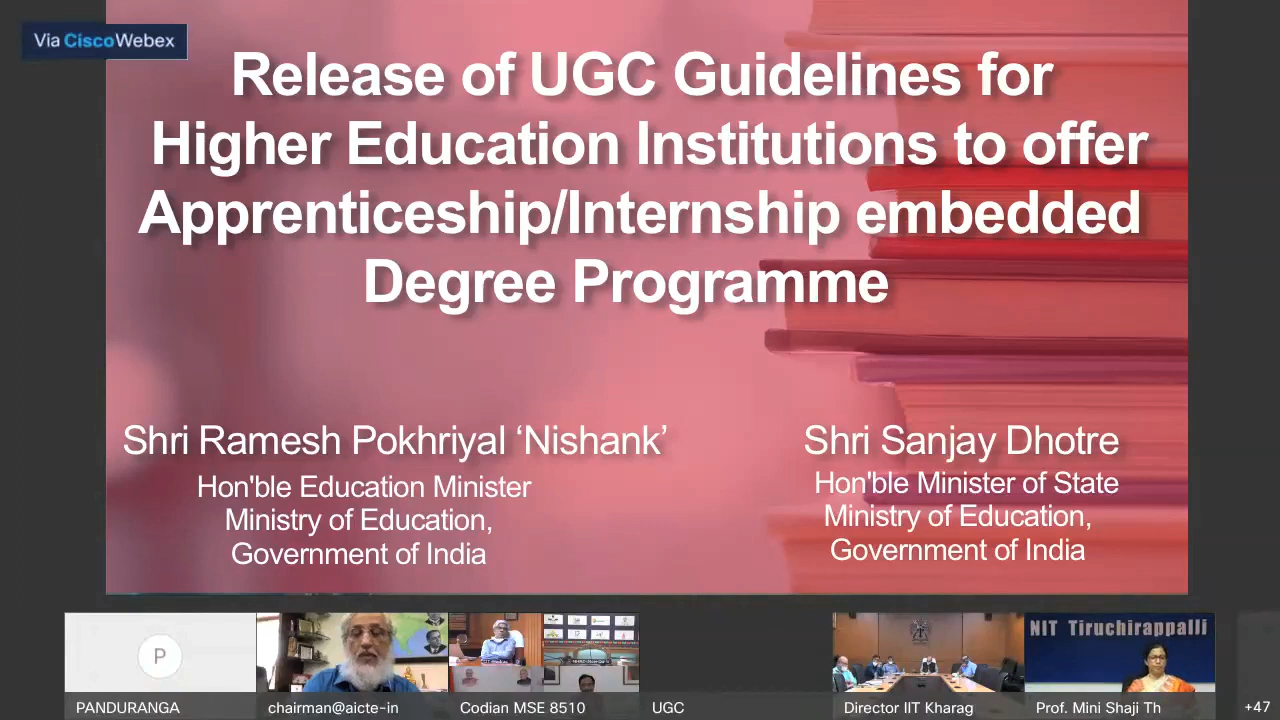 Via CiscoWebex
Release of UGC Guidelines for
Higher Education Institutions to offer
Apprenticeship/Internship embedded
Degree Programme
Shri Ramesh Pokhriyal ‘Nishank’
Hon'ble Education Minister
Ministry of Education,
Government of India
Shri Sanjay Dhotre
Hon'ble Minister of State
Ministry of Education,
Government of India
P
PANDURANGA
chairman@aicte-in
Codian MSE 8510
UGC
Director IIT Kharag
NIT Tiruchirappalli
Prof. Mini Shaji Th
+47